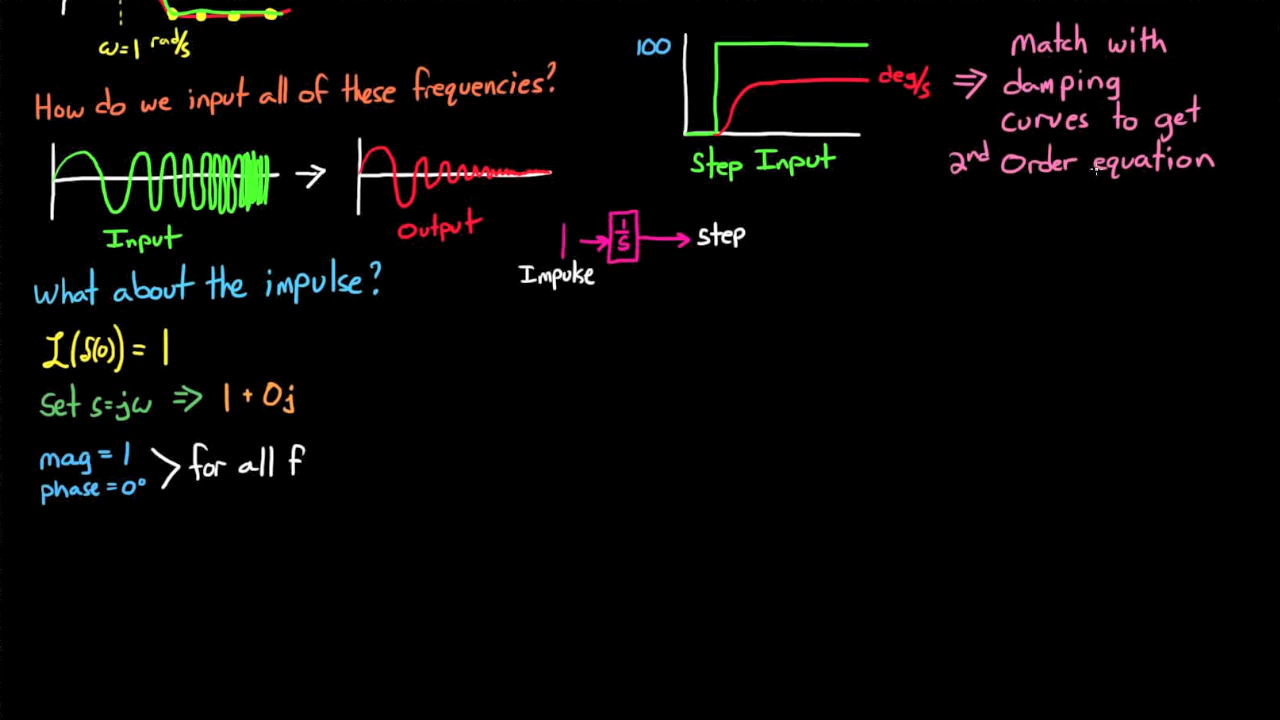 ω=1 rad/s
How do we input all of these frequencies?
Input
Output
What about the impulse?
ℒ(δ(0)) = 1
Set s=jω ⇒ 1 + 0j
mag = 1
phase = 0°
> for all f
100
deg/s
Step Input
⇒ Match with
damping
curves to get
2nd Order equation
1/s
step
Impulse